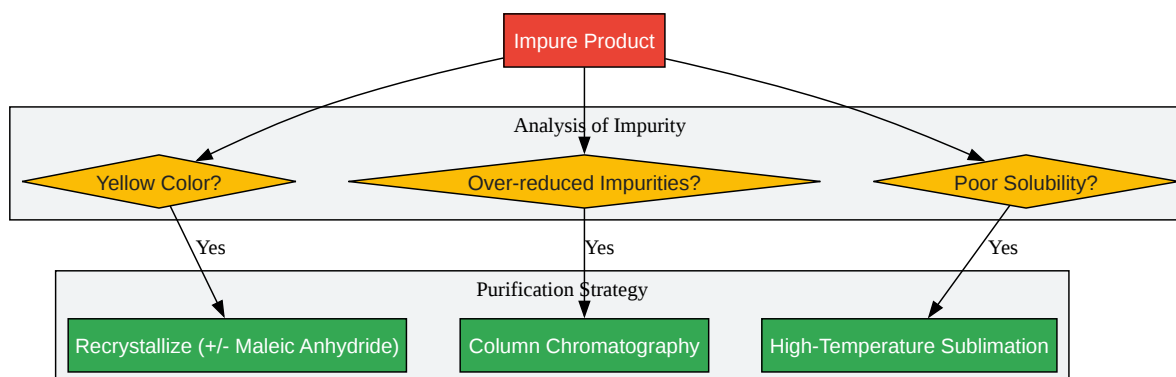 Impure Product
Analysis of Impurity
Yellow Color?
Over-reduced Impurities?
Poor Solubility?
Yes
Yes
Yes
Purification Strategy
Recrystallize (+/- Maleic Anhydride)
Column Chromatography
High-Temperature Sublimation